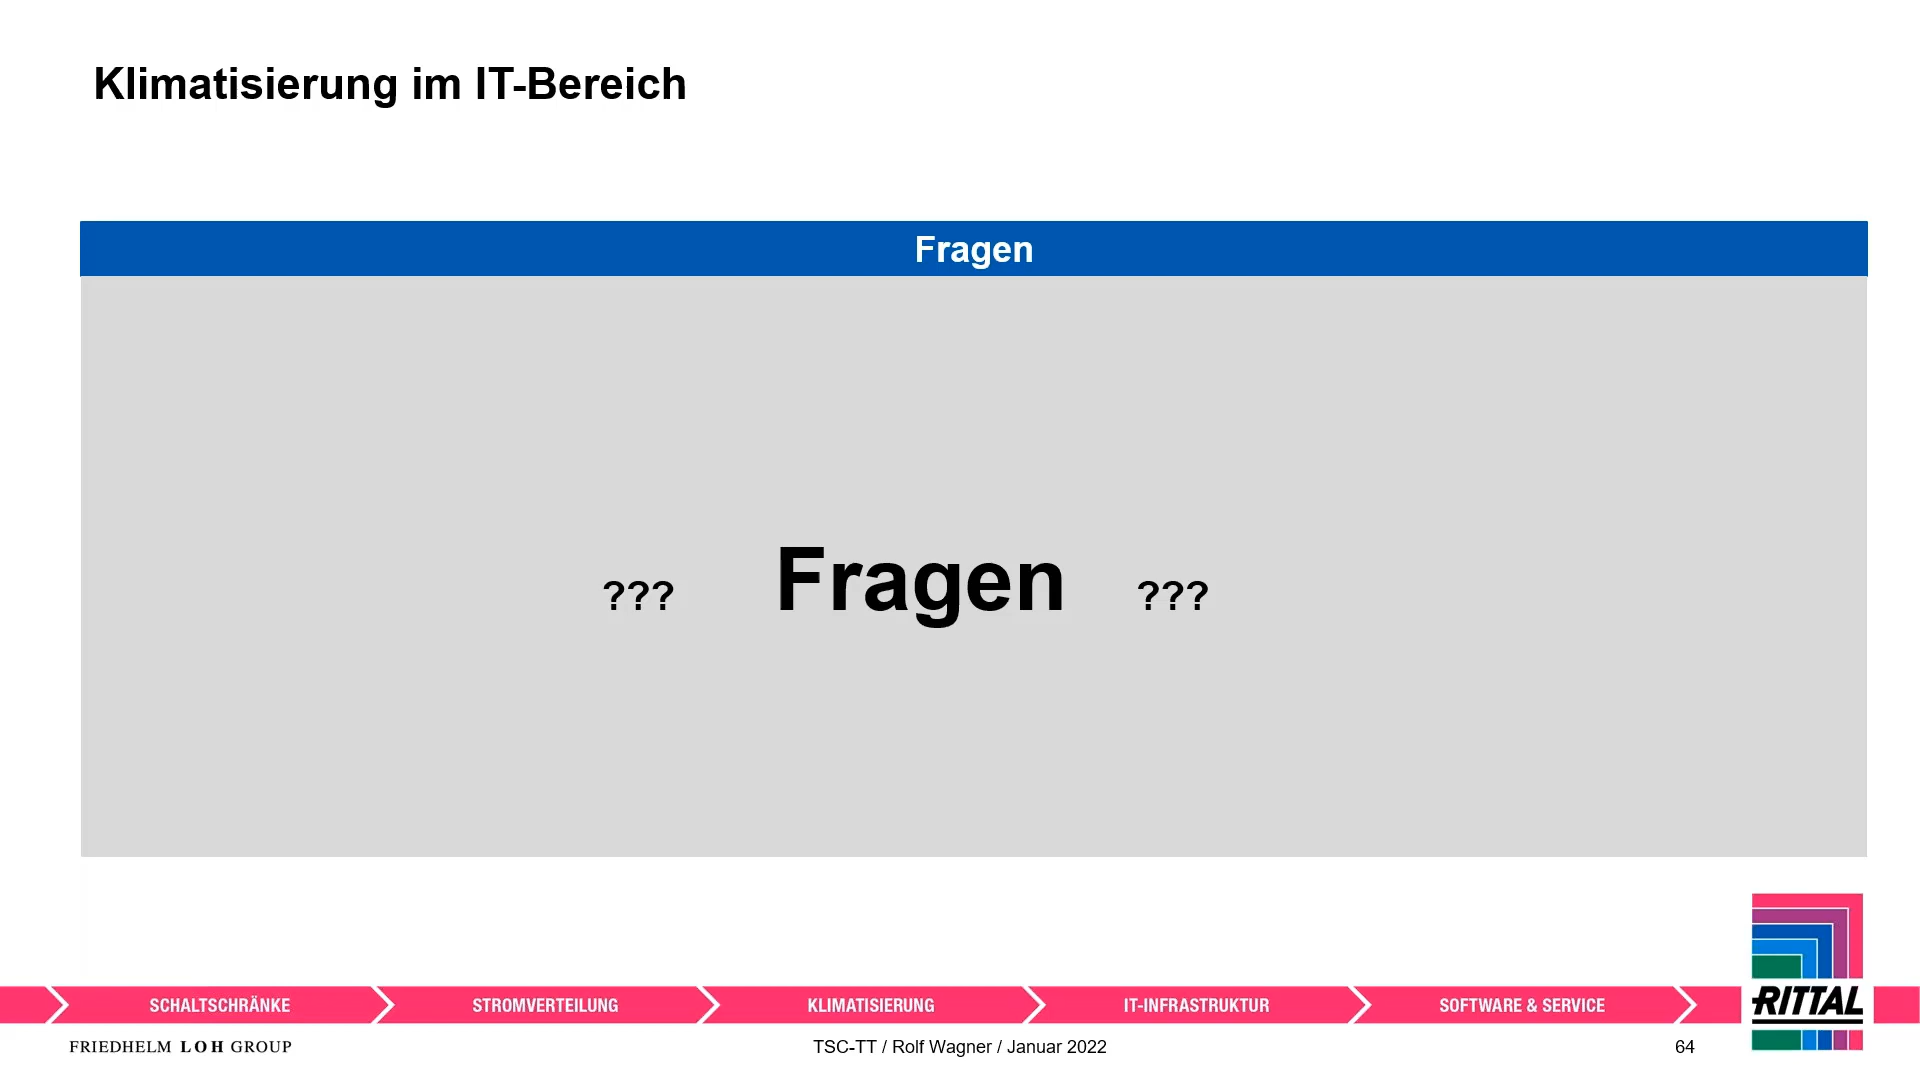 Klimatisierung im IT-Bereich
Fragen
??? Fragen ???
SCHALTSCHRÄNKE STROMVERTEILUNG KLIMATISIERUNG IT-INFRASTRUKTUR SOFTWARE & SERVICE
RITTAL
FRIEDHELM LOH GROUP TSC-TT / Rolf Wagner / Januar 2022 64